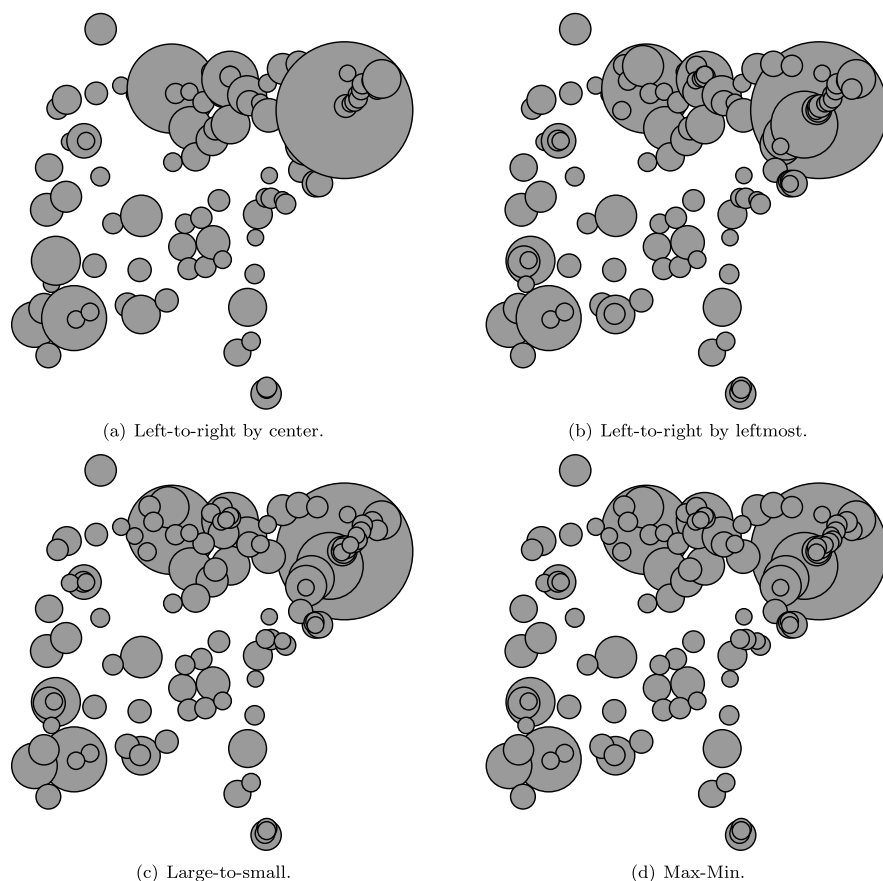 (a) Left-to-right by center.
(b) Left-to-right by leftmost.
(c) Large-to-small.
(d) Max-Min.